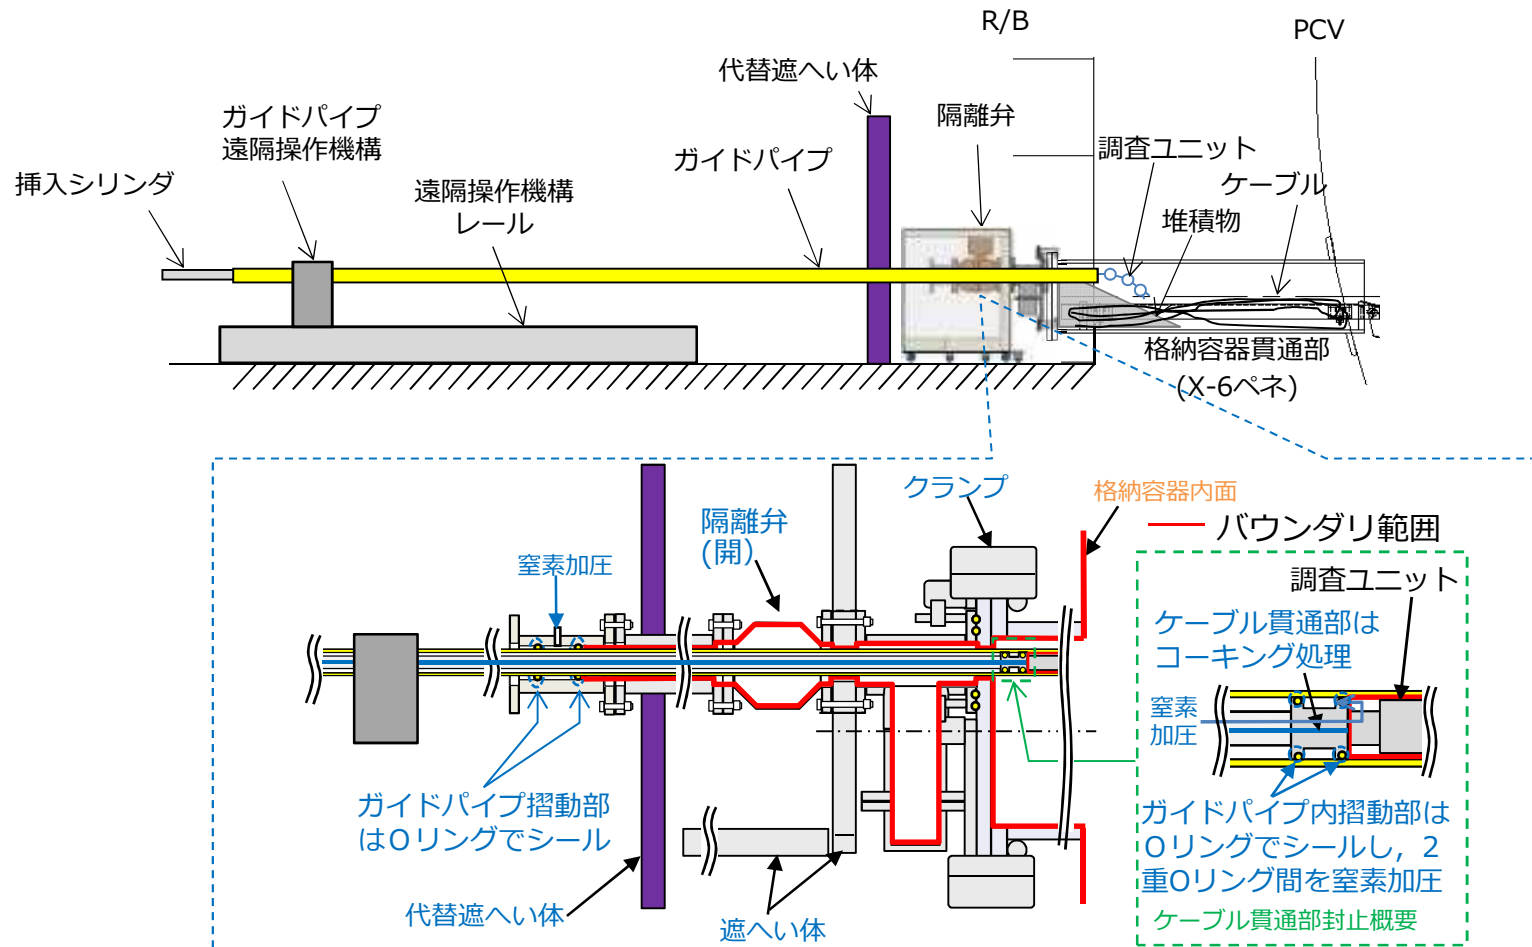 R/B
PCV
代替遮へい体
隔離弁
ガイドパイプ
遠隔操作機構
ガイドパイプ
調査ユニット
挿入シリンダ
遠隔操作機構
レール
ケーブル
堆積物
格納容器貫通部
(X-6ペネ)
クランプ
格納容器内面
隔離弁
(開)
バウンダリ範囲
窒素加圧
調査ユニット
ケーブル貫通部は
コーキング処理
窒素
加圧
ガイドパイプ摺動部
はOリングでシール
ガイドパイプ内摺動部は
Oリングでシールし，2
重Oリング間を窒素加圧
代替遮へい体
遮へい体
ケーブル貫通部封止概要